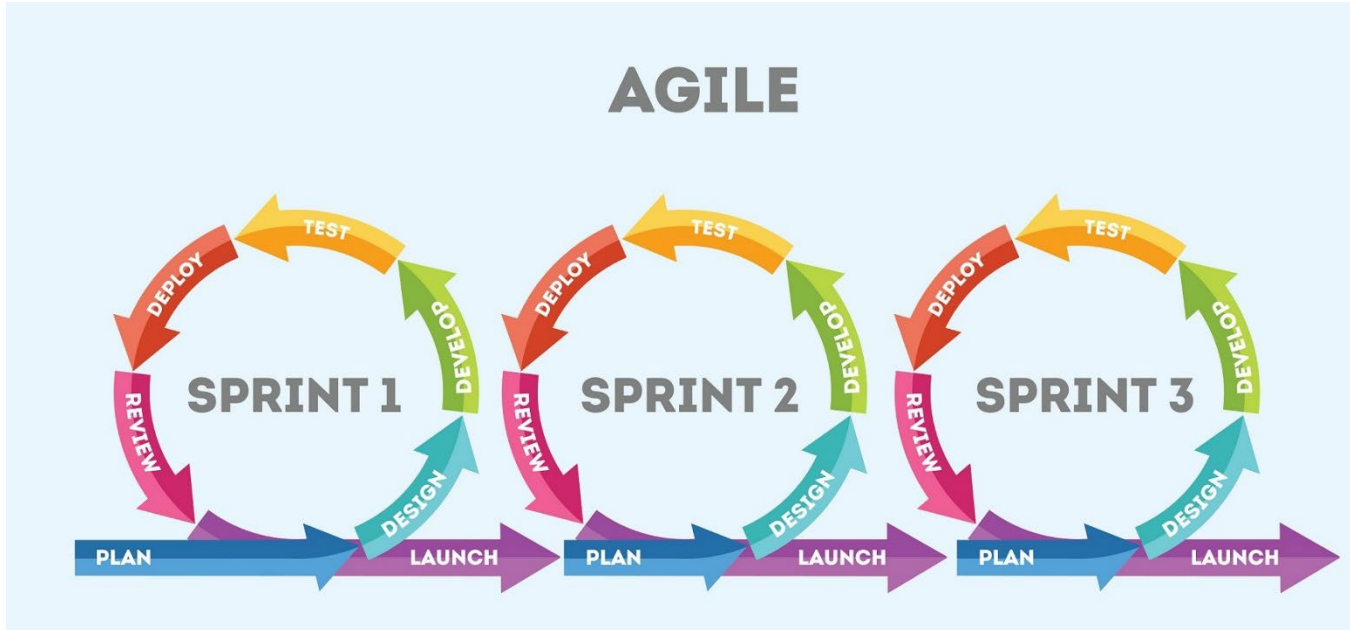 AGILE
TEST
DEPLOY
DEVELOP
SPRINT 1
REVIEW
DESIGN
PLAN
LAUNCH
TEST
DEPLOY
DEVELOP
SPRINT 2
REVIEW
DESIGN
PLAN
LAUNCH
TEST
DEPLOY
DEVELOP
SPRINT 3
REVIEW
DESIGN
PLAN
LAUNCH